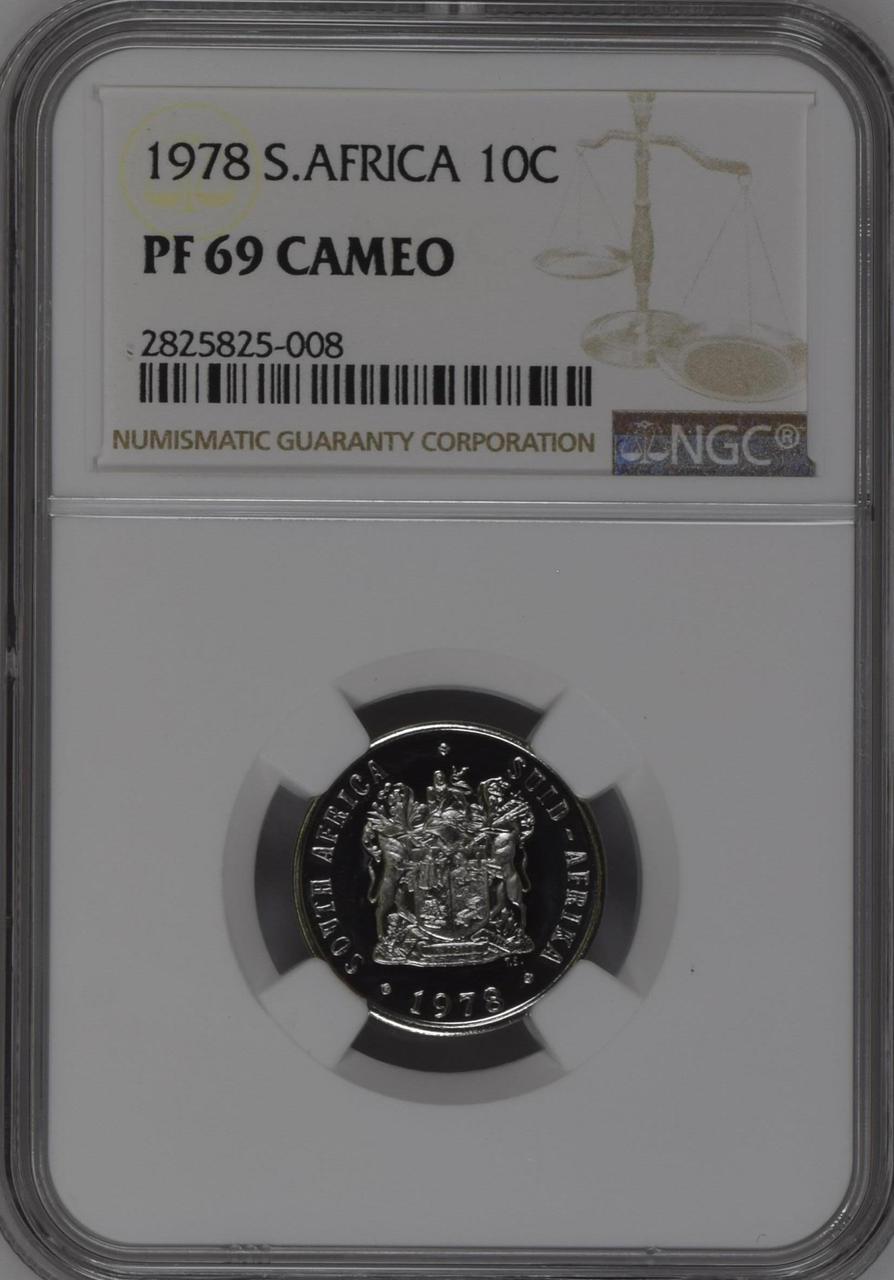 1978 S.AFRICA 10C
PF 69 CAMEO
2825825-008
NUMISMATIC GUARANTY CORPORATION
NGC®
SOUTH AFRICA
SUID-AFRIKA
1978